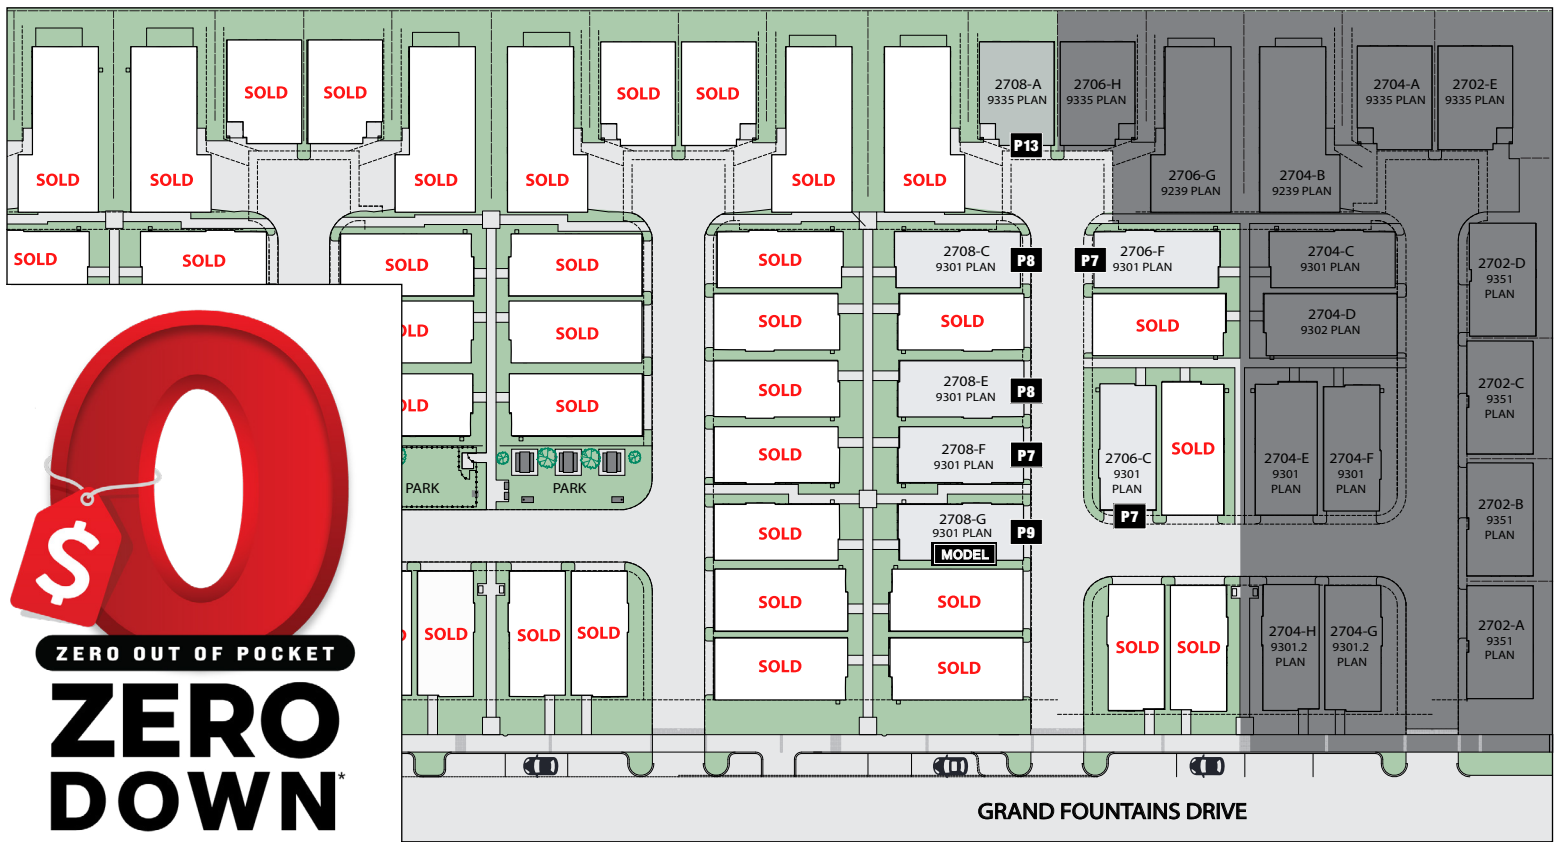 SOLD
SOLD
SOLD
SOLD
2708-A
9335 PLAN
2706-H
9335 PLAN
2704-A
9335 PLAN
2702-E
9335 PLAN
P13
SOLD
SOLD
SOLD
SOLD
SOLD
SOLD
2706-G
9239 PLAN
2704-B
9239 PLAN
SOLD
SOLD
SOLD
SOLD
SOLD
2708-C
9301 PLAN
P8
P7
2706-F
9301 PLAN
2704-C
9301 PLAN
2702-D
9351
PLAN
SOLD
SOLD
SOLD
SOLD
SOLD
2704-D
9302 PLAN
SOLD
SOLD
SOLD
2708-E
9301 PLAN
P8
2702-C
9351
PLAN
SOLD
2708-F
9301 PLAN
P7
2706-C
9301
PLAN
P7
SOLD
2704-E
9301
PLAN
2704-F
9301
PLAN
PARK
PARK
SOLD
2708-G
9301 PLAN
MODEL
P9
2702-B
9351
PLAN
SOLD
SOLD
SOLD
SOLD
SOLD
SOLD
SOLD
SOLD
SOLD
2704-H
9301.2
PLAN
2704-G
9301.2
PLAN
2702-A
9351
PLAN
0
$
ZERO OUT OF POCKET
ZERO
DOWN*
GRAND FOUNTAINS DRIVE